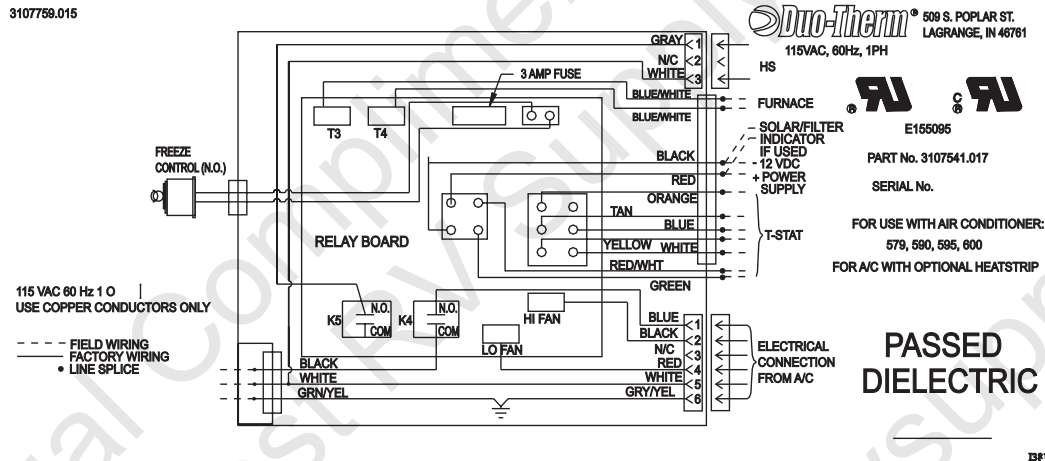 3107759.015
Duo-Therm®
509 S. POPLAR ST.
LAGRANGE, IN 46761
115VAC, 60Hz, 1PH
GRAY
<1
N/C
<2
WHITE
<3
HS
3 AMP FUSE
BLUE/WHITE
BLUE/WHITE
FURNACE
T3
T4
SOLAR/FILTER
INDICATOR
IF USED
- 12 VDC
+ POWER
SUPPLY
BLACK
RED
ORANGE
TAN
BLUE
YELLOW
WHITE
RED/WHT
GREEN
T-STAT
FREEZE
CONTROL (N.O.)
RELAY BOARD
® RU
C RU ®
E155095
PART No. 3107541.017
SERIAL No.
FOR USE WITH AIR CONDITIONER:
579, 590, 595, 600
FOR A/C WITH OPTIONAL HEATSTRIP
115 VAC 60 Hz 1 O
USE COPPER CONDUCTORS ONLY
FIELD WIRING
FACTORY WIRING
• LINE SPLICE
K5
N.O.
COM
K4
N.O.
COM
HI FAN
LO FAN
BLUE
<1
BLACK
<2
N/C
<3
RED
<4
WHITE
<5
GRY/YEL
<6
ELECTRICAL
CONNECTION
FROM A/C
BLACK
WHITE
GRN/YEL
PASSED
DIELECTRIC